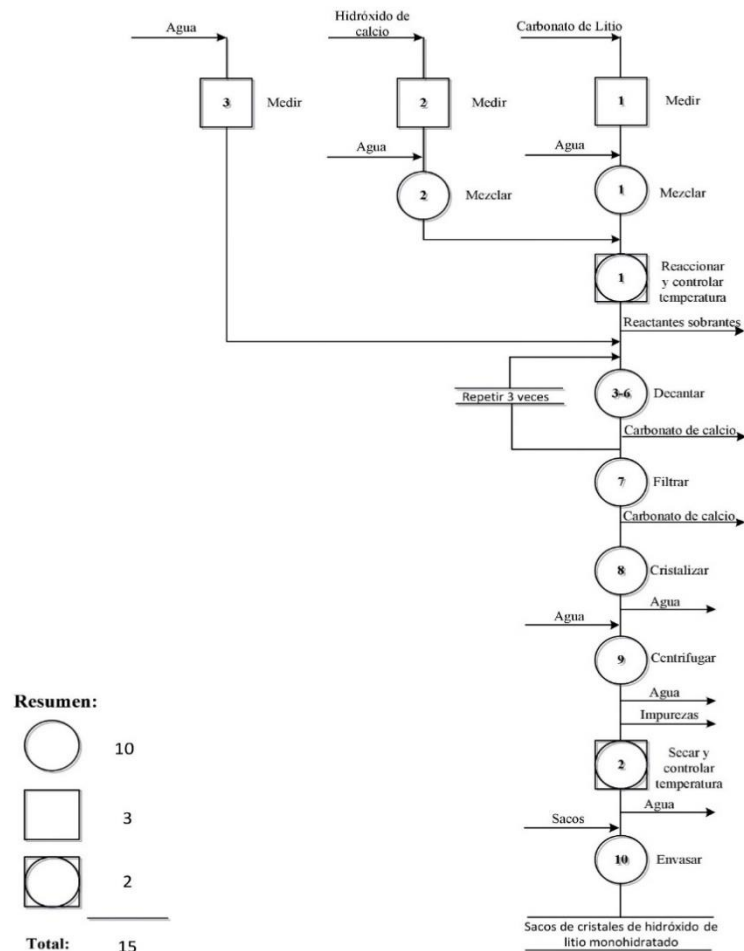 Agua
Hidróxido de
calcio
Carbonato de Litio
3
Medir
2
Medir
1
Medir
Agua
Agua
2
Mezclar
1
Mezclar
1
Reaccionar
y controlar
temperatura
Reactantes sobrantes
3-6
Decantar
Repetir 3 veces
Carbonato de calcio
7
Filtrar
Carbonato de calcio
8
Cristalizar
Agua
Agua
9
Centrifugar
Agua
Impurezas
2
Secar y
controlar
temperatura
Agua
Sacos
10
Envasar
Sacos de cristales de hidróxido de
litio monohidratado
Resumen:
10
3
2
Total: 15